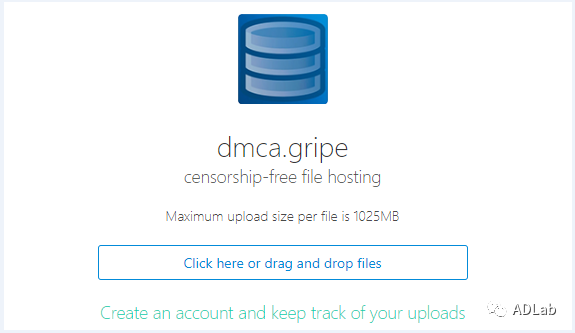 dmca.gripe
censorship-free file hosting
Maximum upload size per file is 1025MB
Click here or drag and drop files
Create an account and keep track of your uploads
ADLab